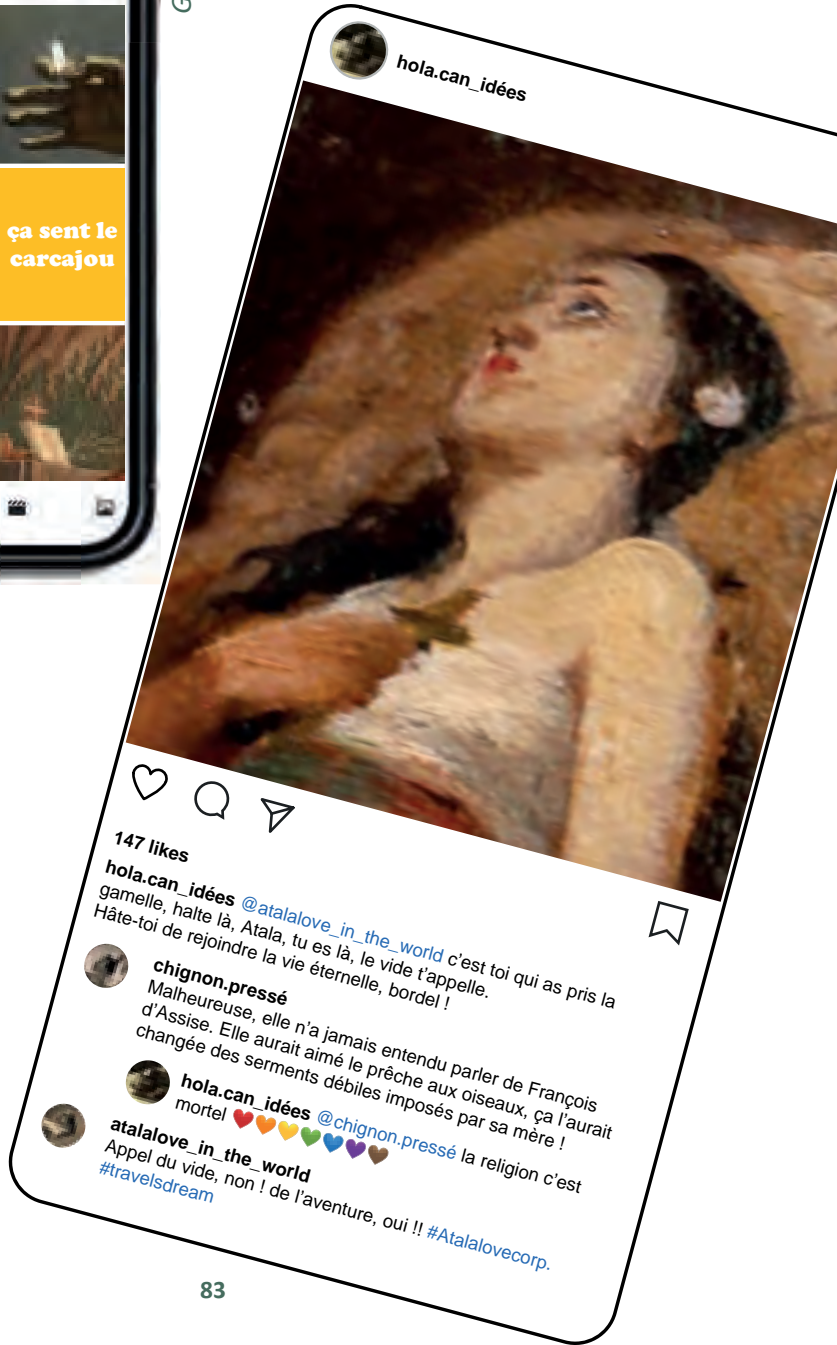 G
ça sent le
carcajou
hola.can_idées
147 likes
hola.can_idées @atalalove_in_the_world c’est toi qui as pris la
gamelle, halte là, Atala, tu es là, le vide t’appelle.
Hâte-toi de rejoindre la vie éternelle, bordel !
chignon.pressé
Malheureuse, elle n’a jamais entendu parler de François
d’Assise. Elle aurait aimé le prêche aux oiseaux, ça l’aurait
changée des serments débiles imposés par sa mère !
hola.can_idées @chignon.pressé la religion c’est
mortel ❤️🧡💛💚💙💜🤎
atalalove_in_the_world
Appel du vide, non ! de l’aventure, oui !! #Atalalovecorp.
#travelsdream
83